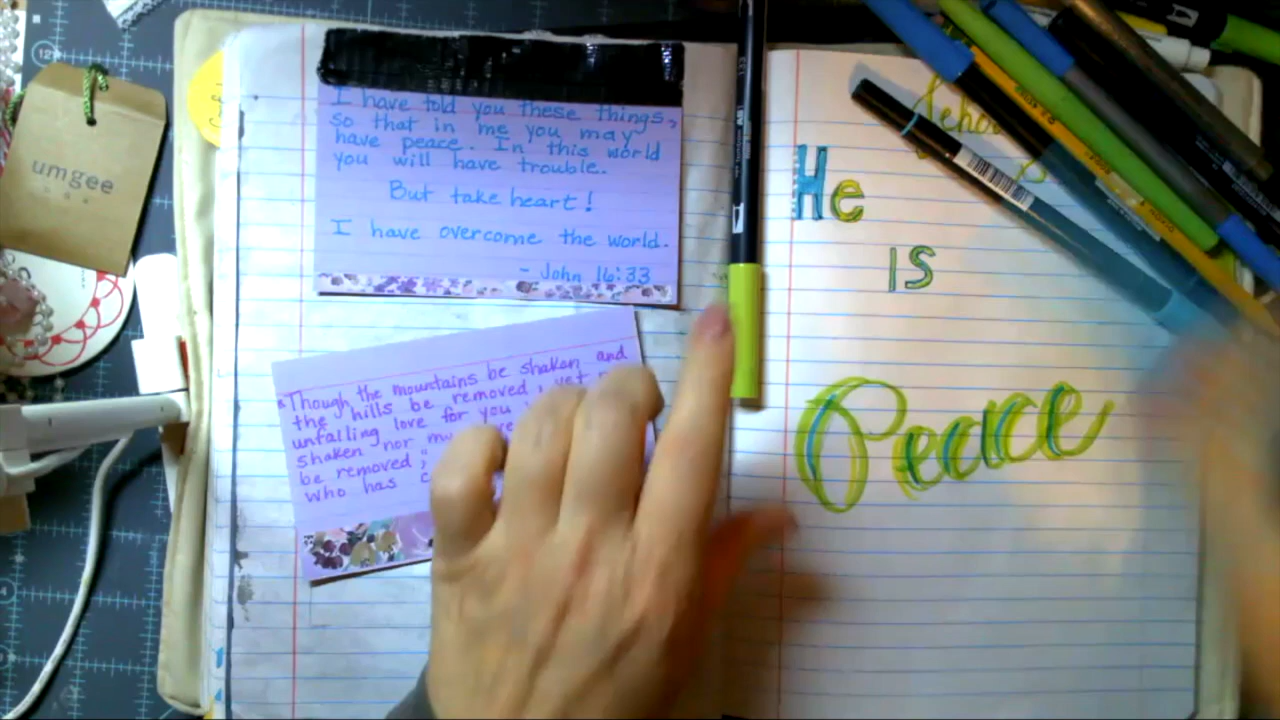 umgee
I have told you these things,
so that in me you may
have peace. In this world
you will have trouble.
But take heart!
I have overcome the world.
- John 16:33
Though the mountains be shaken and
the hills be removed, yet
unfailing love for you
shaken nor
be removed,
who has
He
is
Peace